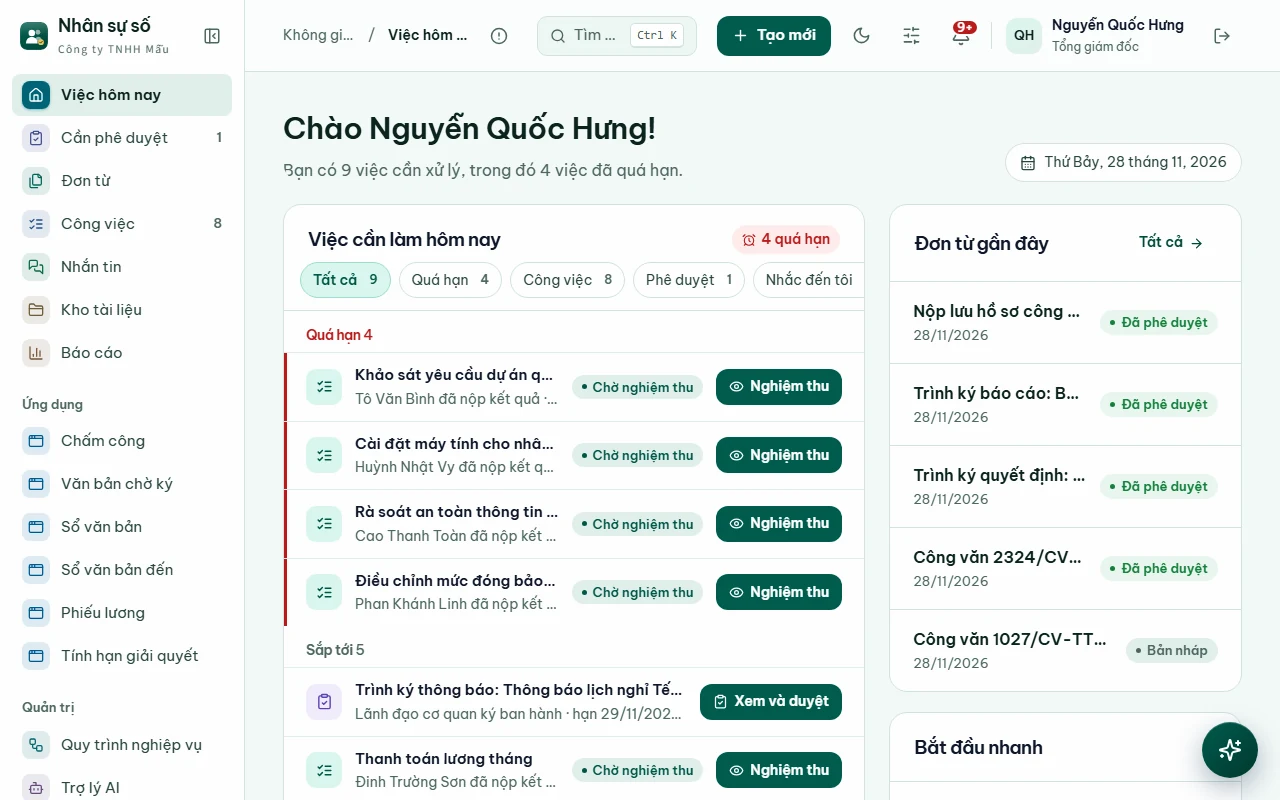 Nhân sự số
Công ty TNHH Mẫu
Việc hôm nay
Cần phê duyệt 1
Đơn từ
Công việc 8
Nhắn tin
Kho tài liệu
Báo cáo
Ứng dụng
Chấm công
Văn bản chờ ký
Sổ văn bản
Sổ văn bản đến
Phiếu lương
Tính hạn giải quyết
Quản trị
Quy trình nghiệp vụ
Trợ lý AI
Không gi... / Việc hôm ...
Tìm ... Ctrl K
Tạo mới
9+
QH
Nguyễn Quốc Hưng
Tổng giám đốc
Chào Nguyễn Quốc Hưng!
Bạn có 9 việc cần xử lý, trong đó 4 việc đã quá hạn.
Thứ Bảy, 28 tháng 11, 2026
Việc cần làm hôm nay
4 quá hạn
Tất cả 9 Quá hạn 4 Công việc 8 Phê duyệt 1 Nhắc đến tôi
Quá hạn 4
Khảo sát yêu cầu dự án q...
Tô Văn Bình đã nộp kết quả ·...
Chờ nghiệm thu
Nghiệm thu
Cài đặt máy tính cho nhâ...
Huỳnh Nhật Vy đã nộp kết q...
Chờ nghiệm thu
Nghiệm thu
Rà soát an toàn thông tin ...
Cao Thanh Toàn đã nộp kết ...
Chờ nghiệm thu
Nghiệm thu
Điều chỉnh mức đóng bảo...
Phan Khánh Linh đã nộp kết ...
Chờ nghiệm thu
Nghiệm thu
Sắp tới 5
Trình ký thông báo: Thông báo lịch nghỉ Tế...
Lãnh đạo cơ quan ký ban hành · hạn 29/11/202...
Xem và duyệt
Thanh toán lương tháng
Đinh Trường Sơn đã nộp kết ...
Chờ nghiệm thu
Nghiệm thu
Đơn từ gần đây
Tất cả
Nộp lưu hồ sơ công ...
28/11/2026
Đã phê duyệt
Trình ký báo cáo: B...
28/11/2026
Đã phê duyệt
Trình ký quyết định: ...
28/11/2026
Đã phê duyệt
Công văn 2324/CV...
28/11/2026
Đã phê duyệt
Công văn 1027/CV-TT...
28/11/2026
Bản nháp
Bắt đầu nhanh